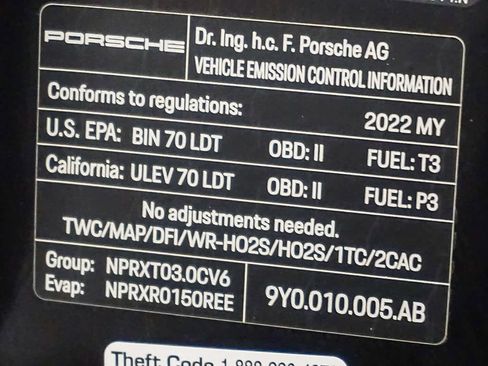 PORSCHE
Dr. Ing. h.c. F. Porsche AG
VEHICLE EMISSION CONTROL INFORMATION
Conforms to regulations: 2022 MY
U.S. EPA: BIN 70 LDT OBD: II FUEL: T3
California: ULEV 70 LDT OBD: II FUEL: P3
No adjustments needed.
TWC/MAP/DFI/WR-HO2S/HO2S/1TC/2CAC
Group: NPRXT03.0CV6
Evap: NPRXR0150REE
9Y0.010.005.AB
Theft Code